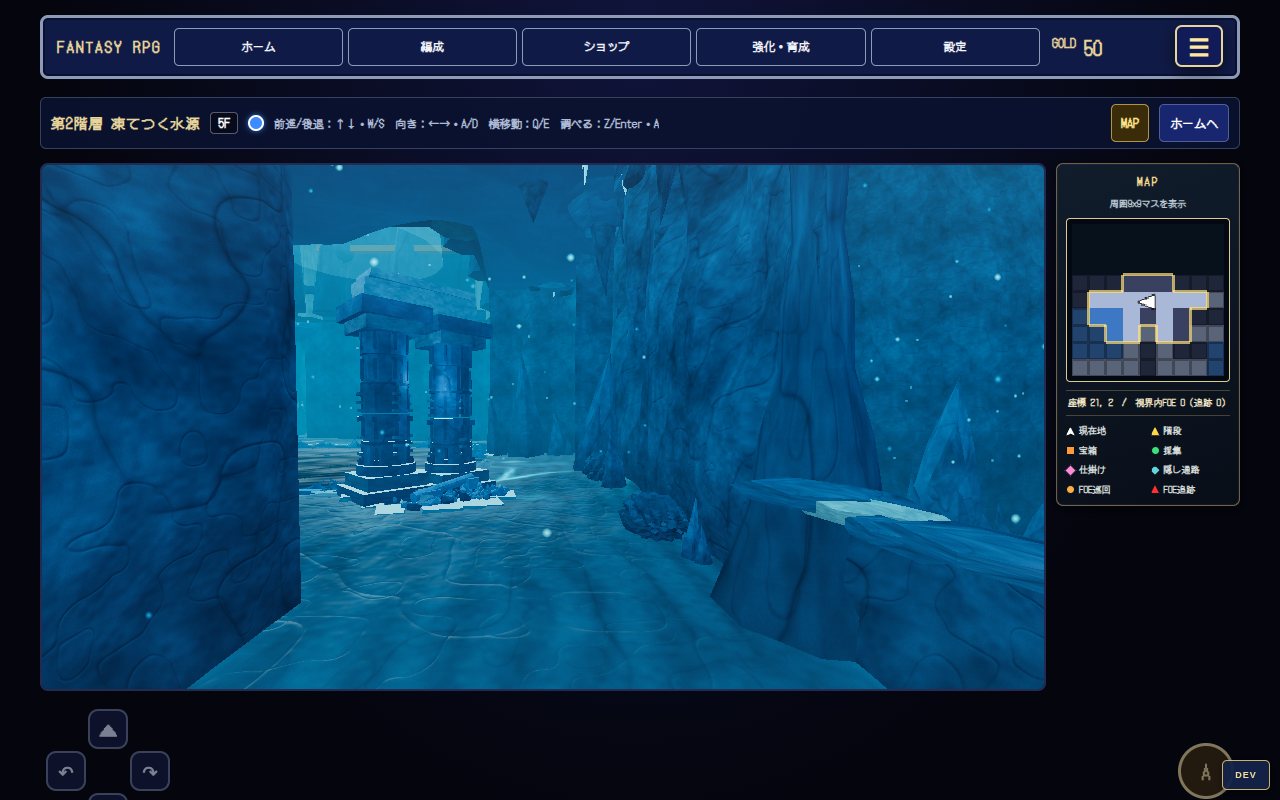 FANTASY RPG
ホーム
編成
ショップ
強化・育成
設定
GOLD 50
第2階層 凍てつく水源
5F
前進/後退：↑↓・W/S 向き：←→・A/D 横移動：Q/E 調べる：Z/Enter・A
MAP
ホームへ
MAP
周囲9x9マスを表示
座標 21, 2 / 視界内FOE 0 (追跡 0)
現在地
階段
宝箱
採集
仕掛け
隠し通路
FOE巡回
FOE追跡
A
DEV